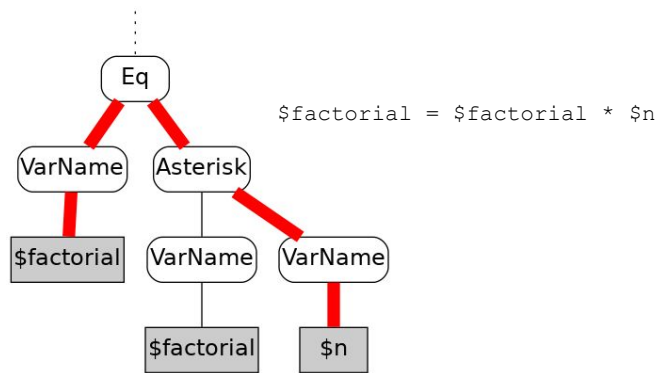 Eq
$factorial = $factorial * $n
VarName Asterisk
$factorial VarName VarName
$factorial $n